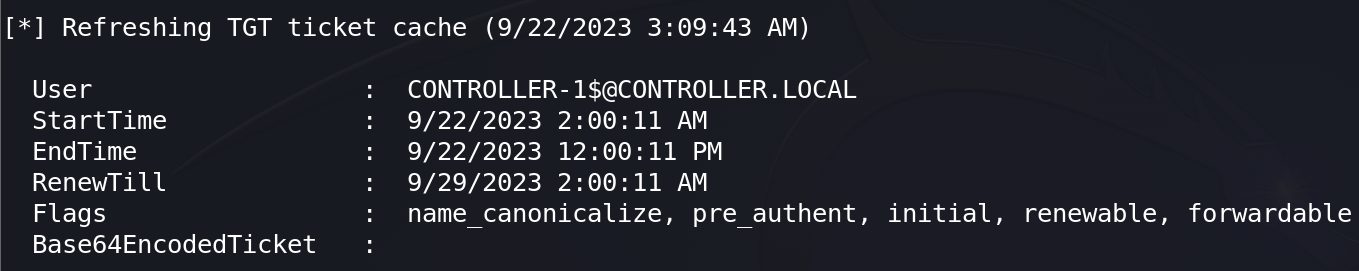 [*] Refreshing TGT ticket cache (9/22/2023 3:09:43 AM)
User : CONTROLLER-1$@CONTROLLER.LOCAL
StartTime : 9/22/2023 2:00:11 AM
EndTime : 9/22/2023 12:00:11 PM
RenewTill : 9/29/2023 2:00:11 AM
Flags : name_canonicalize, pre_authent, initial, renewable, forwardable
Base64EncodedTicket :